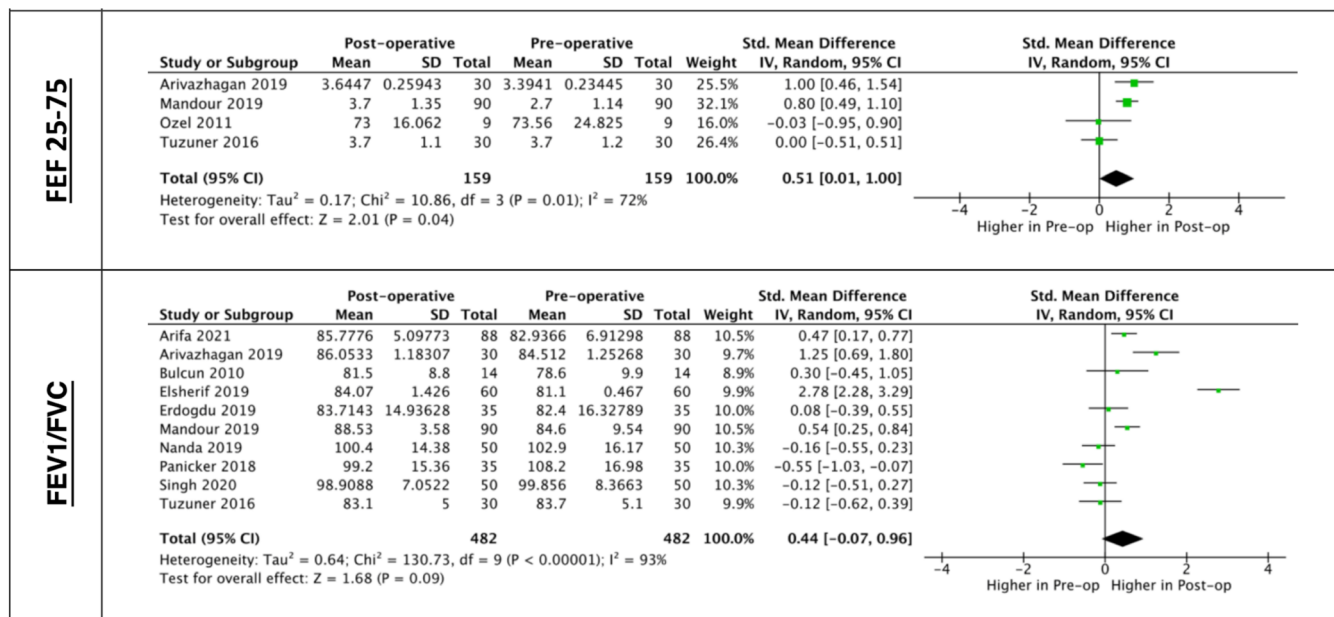 FEF 25-75
Post-operative Pre-operative Std. Mean Difference Std. Mean Difference
Study or Subgroup Mean SD Total Mean SD Total Weight IV, Random, 95% CI IV, Random, 95% CI
Arivazhagan 2019 3.6447 0.25943 30 3.3941 0.23445 30 25.5% 1.00 [0.46, 1.54]
Mandour 2019 3.7 1.35 90 2.7 1.14 90 32.1% 0.80 [0.49, 1.10]
Ozel 2011 73 16.062 9 73.56 24.825 9 16.0% -0.03 [-0.95, 0.90]
Tuzuner 2016 3.7 1.1 30 3.7 1.2 30 26.4% 0.00 [-0.51, 0.51]
Total (95% CI) 159 159 100.0% 0.51 [0.01, 1.00]
Heterogeneity: Tau² = 0.17; Chi² = 10.86, df = 3 (P = 0.01); I² = 72%
Test for overall effect: Z = 2.01 (P = 0.04)
-4 -2 0 2 4
Higher in Pre-op Higher in Post-op
FEV1/FVC
Post-operative Pre-operative Std. Mean Difference Std. Mean Difference
Study or Subgroup Mean SD Total Mean SD Total Weight IV, Random, 95% CI IV, Random, 95% CI
Arifa 2021 85.7776 5.09773 88 82.9366 6.91298 88 10.5% 0.47 [0.17, 0.77]
Arivazhagan 2019 86.0533 1.18307 30 84.512 1.25268 30 9.7% 1.25 [0.69, 1.80]
Bulcun 2010 81.5 8.8 14 78.6 9.9 14 8.9% 0.30 [-0.45, 1.05]
Elsherif 2019 84.07 1.426 60 81.1 0.467 60 9.9% 2.78 [2.28, 3.29]
Erdogdu 2019 83.7143 14.93628 35 82.4 16.32789 35 10.0% 0.08 [-0.39, 0.55]
Mandour 2019 88.53 3.58 90 84.6 9.54 90 10.5% 0.54 [0.25, 0.84]
Nanda 2019 100.4 14.38 50 102.9 16.17 50 10.3% -0.16 [-0.55, 0.23]
Panicker 2018 99.2 15.36 35 108.2 16.98 35 10.0% -0.55 [-1.03, -0.07]
Singh 2020 98.9088 7.0522 50 99.856 8.3663 50 10.3% -0.12 [-0.51, 0.27]
Tuzuner 2016 83.1 5 30 83.7 5.1 30 9.9% -0.12 [-0.62, 0.39]
Total (95% CI) 482 482 100.0% 0.44 [-0.07, 0.96]
Heterogeneity: Tau² = 0.64; Chi² = 130.73, df = 9 (P < 0.00001); I² = 93%
Test for overall effect: Z = 1.68 (P = 0.09)
-4 -2 0 2 4
Higher in Pre-op Higher in Post-op